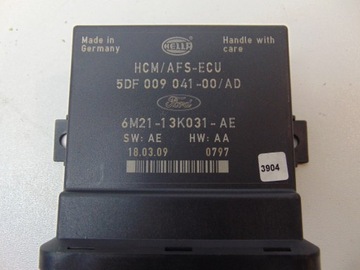 Made in
Germany
HELLA
Handle with
care
HCM/AFS-ECU
5DF 009 041-00/AD
Ford
6M21-13K031-AE
SW: AE HW: AA
18.03.09 0797
3904